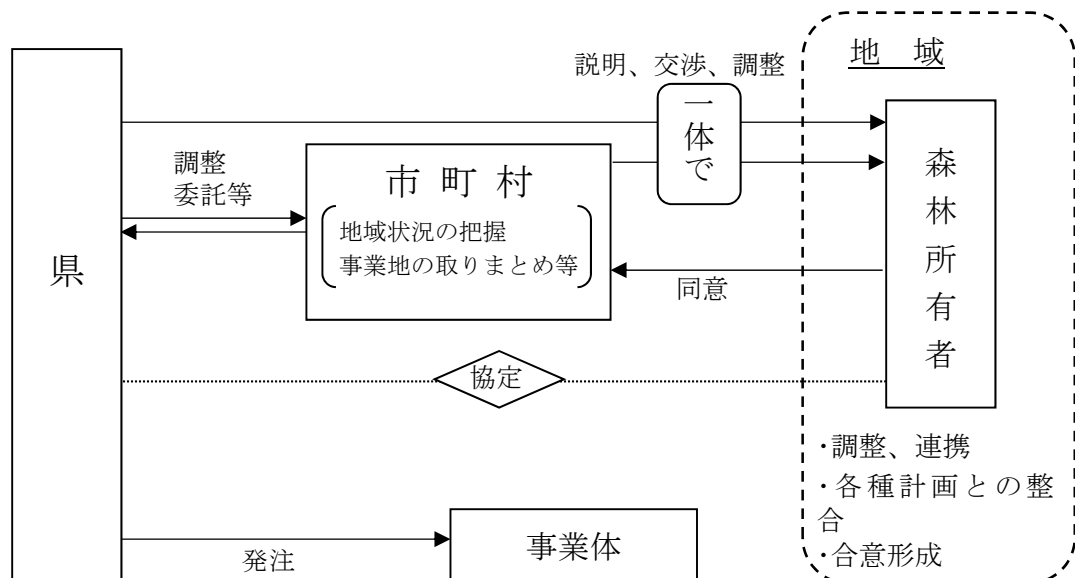 地 域
説明、交渉、調整
一体で
調整
委託等
市 町 村
地域状況の把握
事業地の取りまとめ等
県
森林所有者
同意
協定
・調整、連携
・各種計画との整
合
・合意形成
事業体
発注